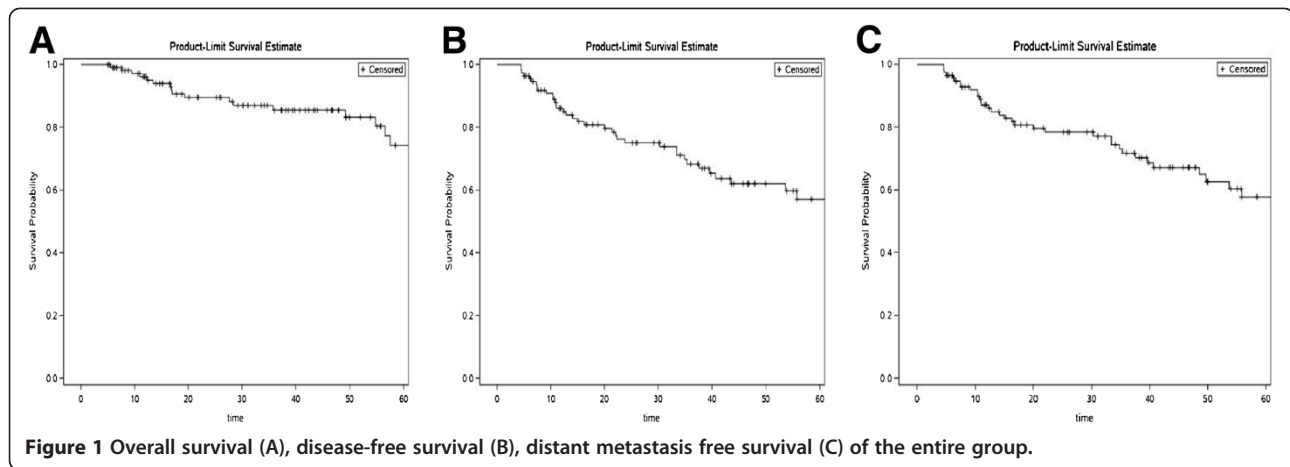 A
Product-Limit Survival Estimate
+ Censored
1.0
0.8
0.6
0.4
0.2
0.0
Survival Probability
0 10 20 30 40 50 60
time
B
Product-Limit Survival Estimate
+ Censored
1.0
0.8
0.6
0.4
0.2
0.0
Survival Probability
0 10 20 30 40 50 60
time
C
Product-Limit Survival Estimate
+ Censored
1.0
0.8
0.6
0.4
0.2
0.0
Survival Probability
0 10 20 30 40 50 60
time
Figure 1 Overall survival (A), disease-free survival (B), distant metastasis free survival (C) of the entire group.